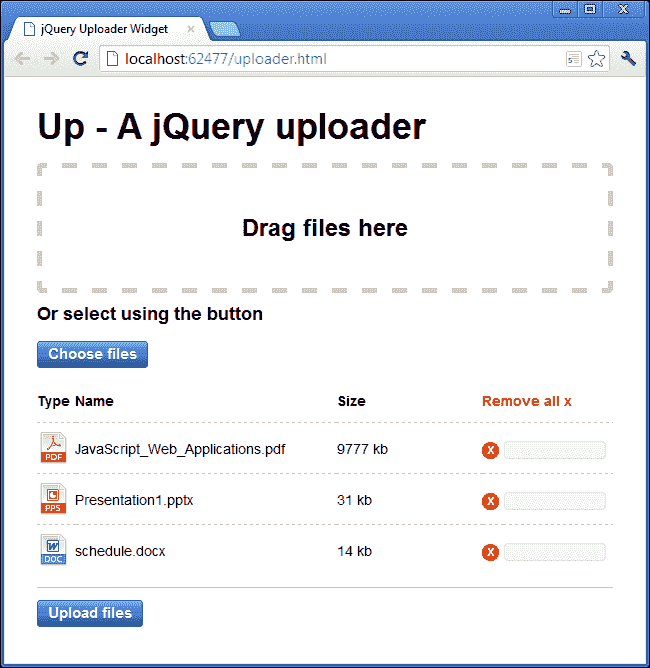 jQuery Uploader Widget
localhost:62477/uploader.html
Up - A jQuery uploader
Drag files here
Or select using the button
Choose files
Type Name Size Remove all x
PDF JavaScript_Web_Applications.pdf 9777 kb X
PPS Presentation1.pptx 31 kb X
DOC schedule.docx 14 kb X
Upload files